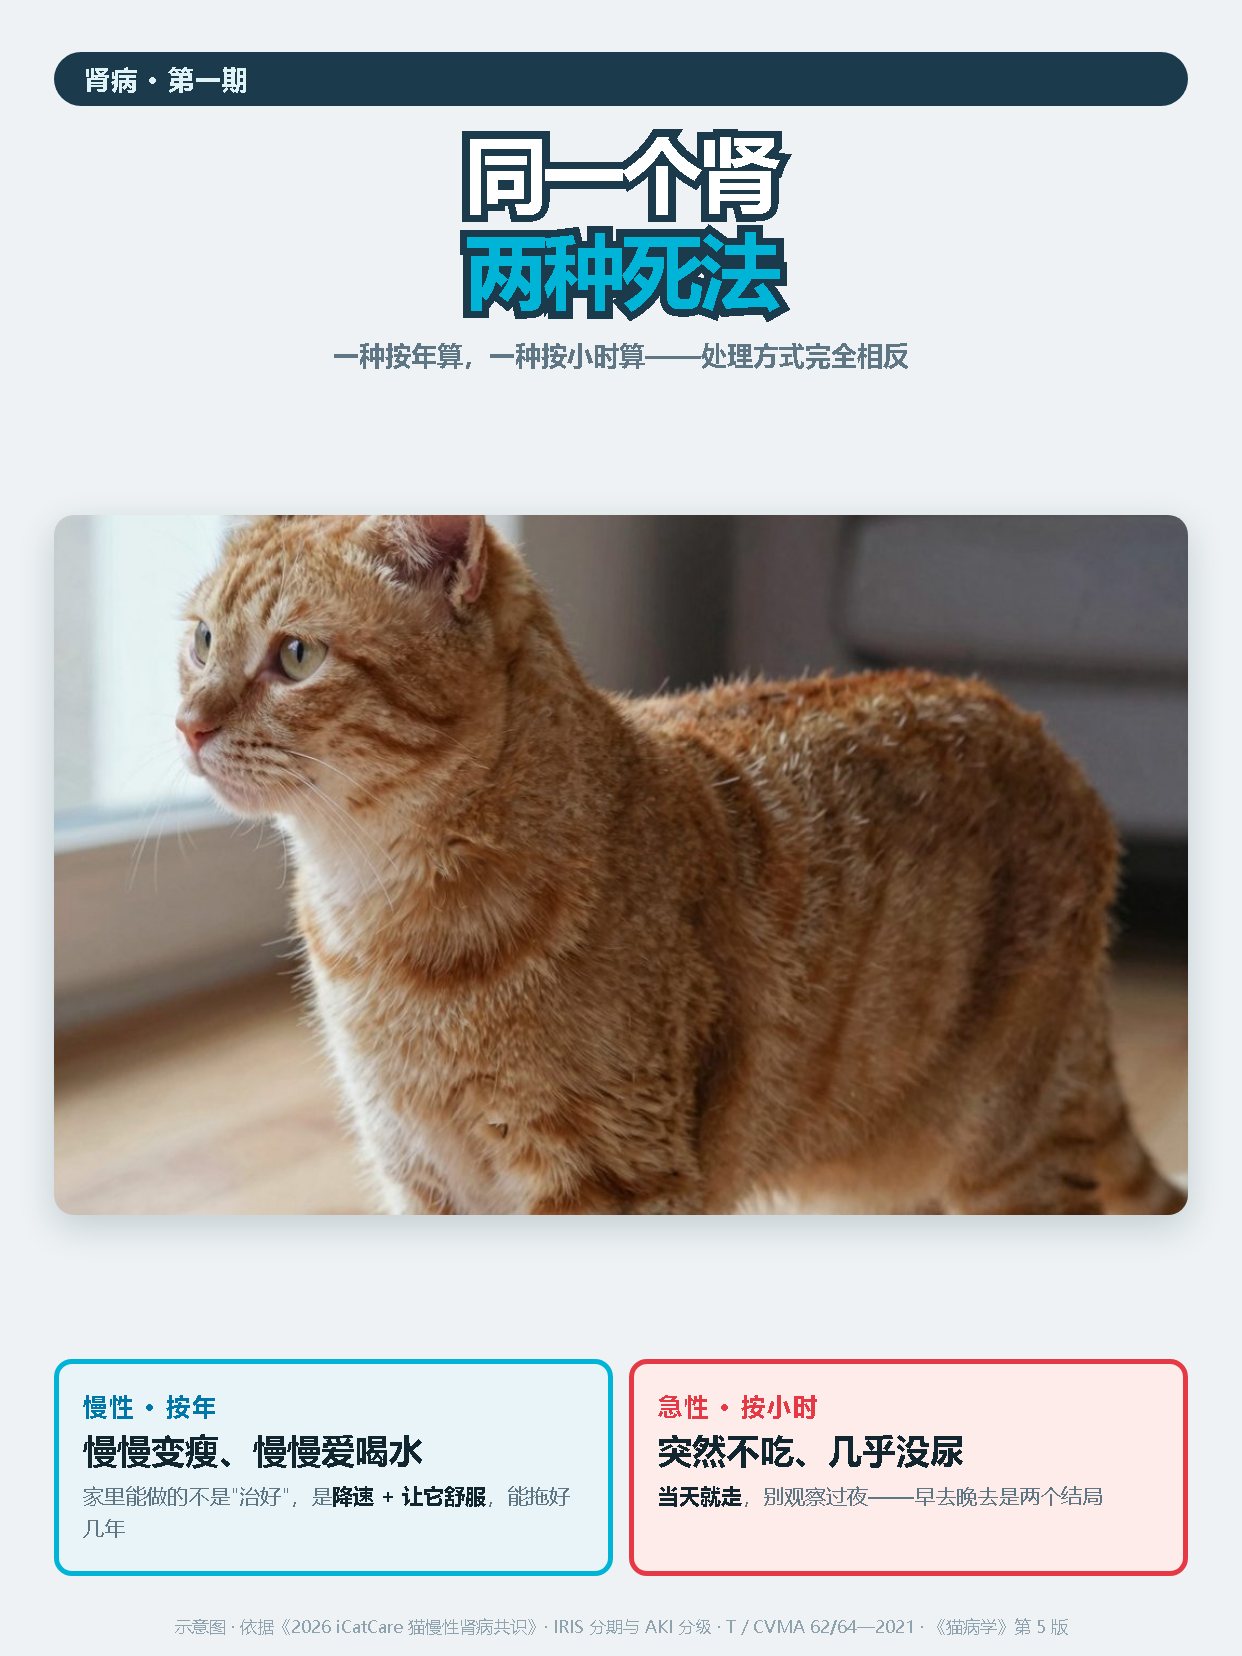 肾病 · 第一期
同一个肾
两种死法
一种按年算，一种按小时算——处理方式完全相反
慢性 · 按年
慢慢变瘦、慢慢爱喝水
家里能做的不是"治好"，是降速 + 让它舒服，能拖好
几年
急性 · 按小时
突然不吃、几乎没尿
当天就走，别观察过夜——早去晚去是两个结局
示意图 · 依据《2026 iCatCare 猫慢性肾病共识》· IRIS 分期与 AKI 分级 · T / CVMA 62/64—2021 · 《猫病学》第 5 版